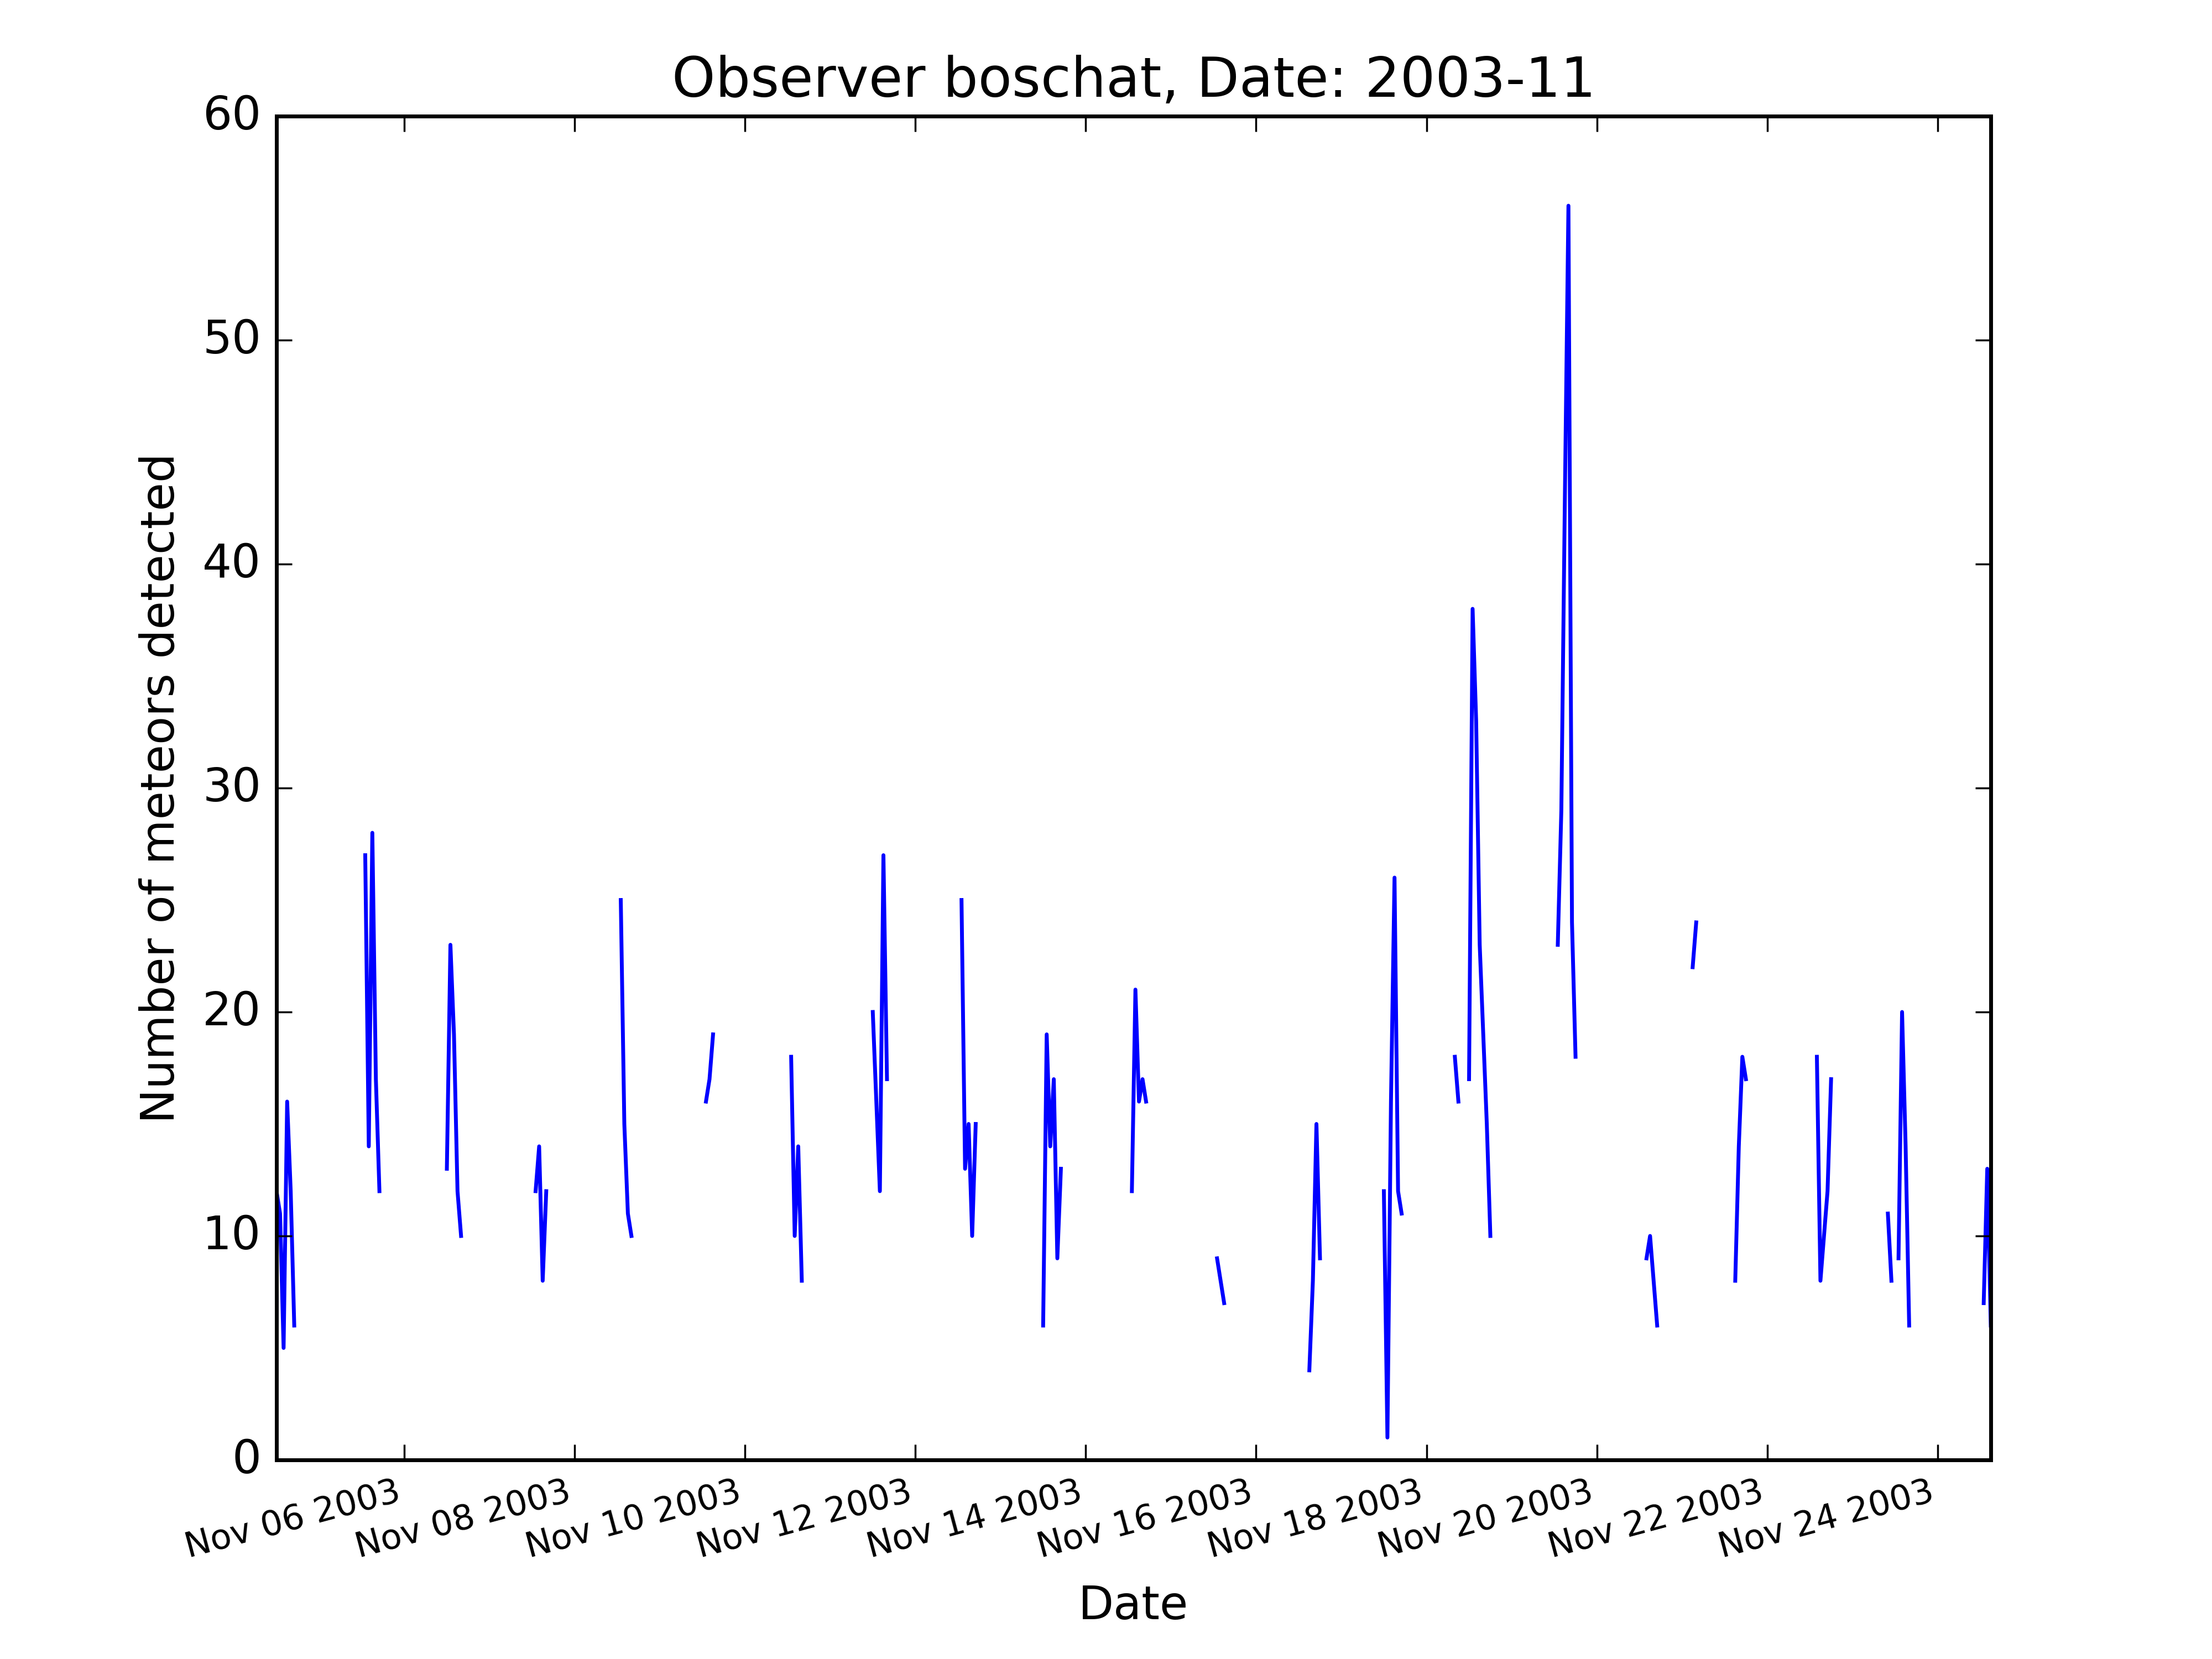 Observer boschat, Date: 2003-11
60
50
40
30
20
10
0
Number of meteors detected
Nov 06 2003
Nov 08 2003
Nov 10 2003
Nov 12 2003
Nov 14 2003
Nov 16 2003
Nov 18 2003
Nov 20 2003
Nov 22 2003
Nov 24 2003
Date